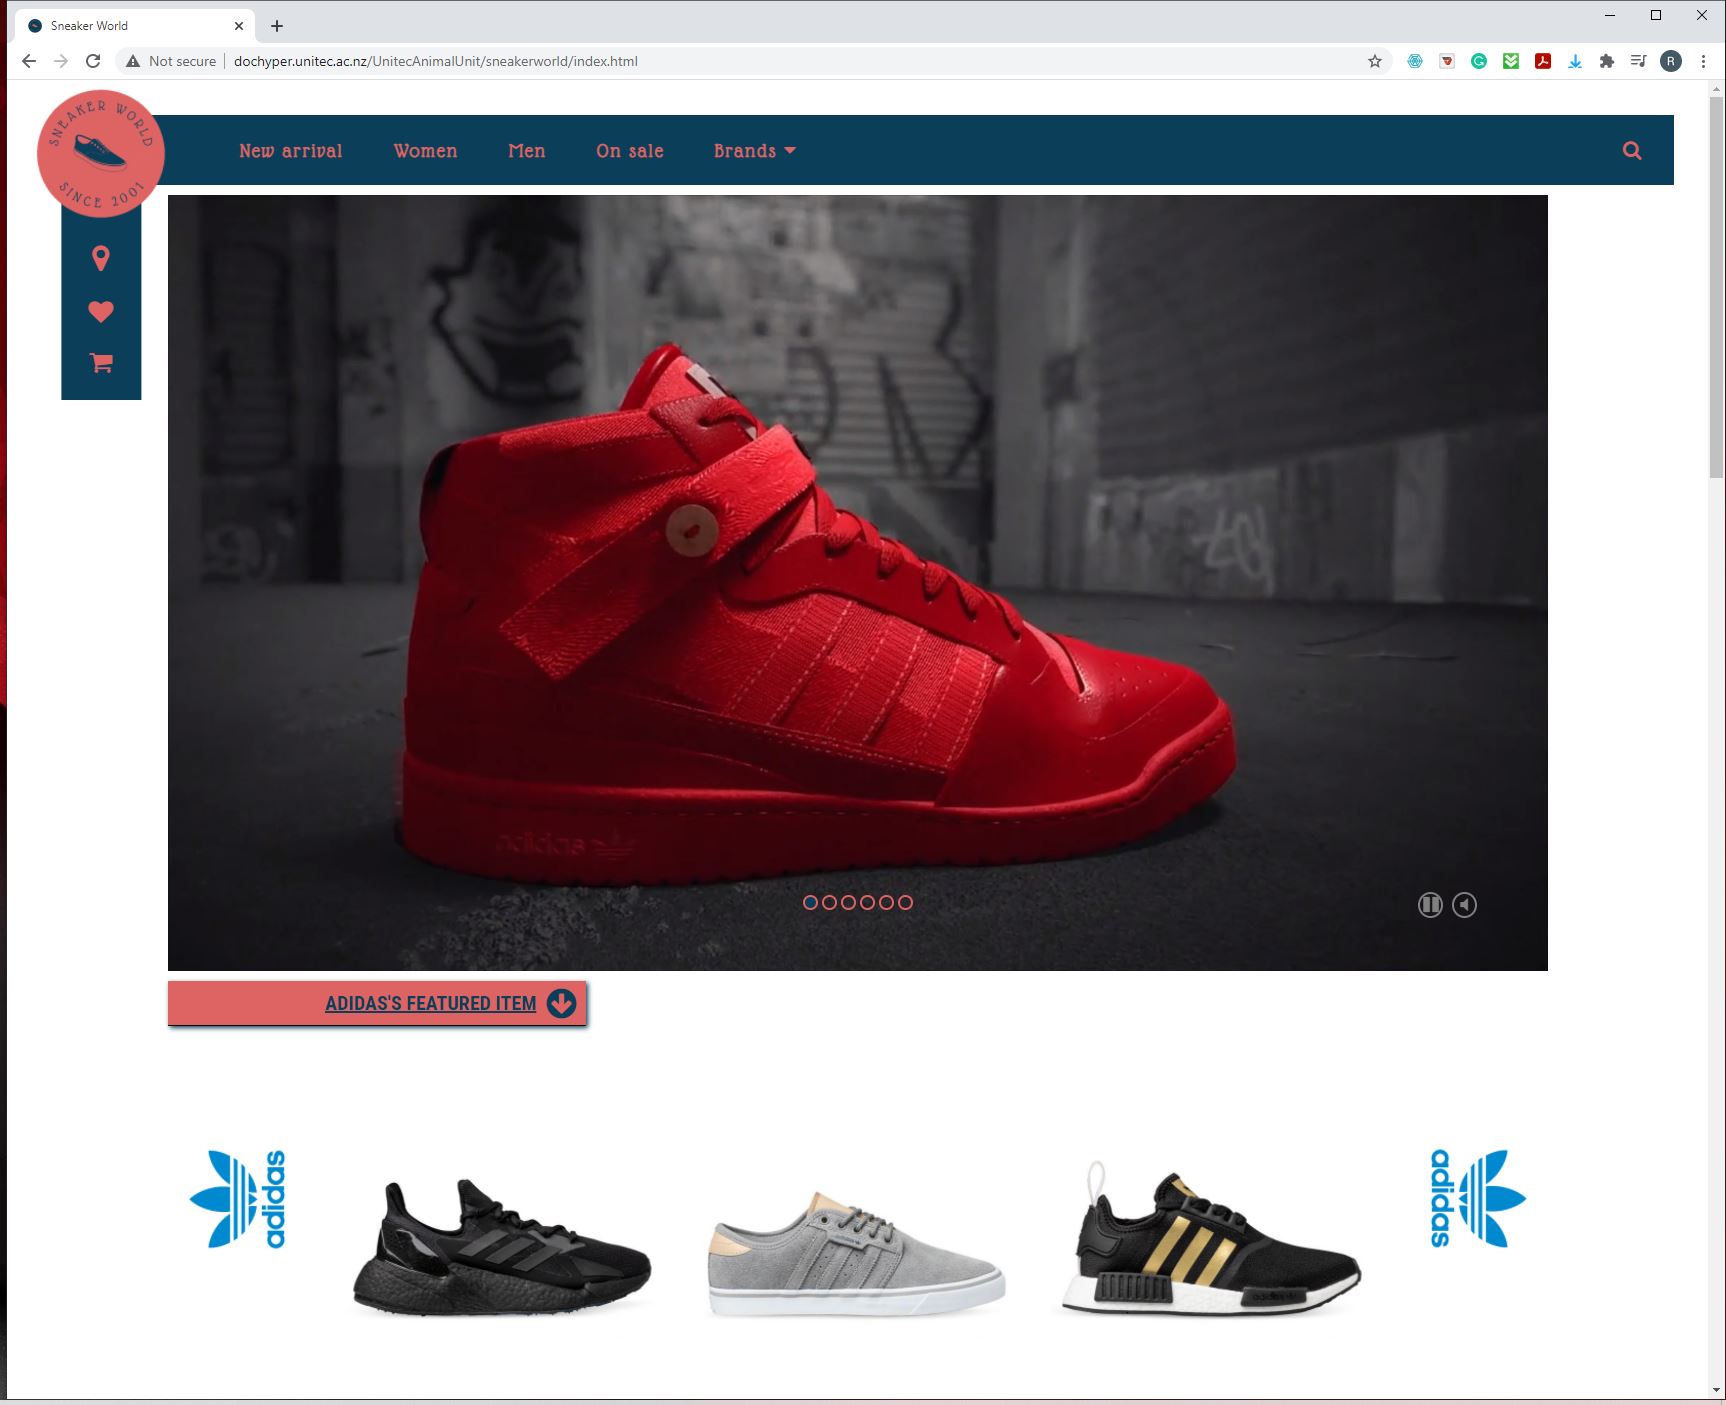 Sneaker World
Not secure
dochyper.unitec.ac.nz/UnitecAnimalUnit/sneakerworld/index.html
R
SNEAKER WORLD
SINCE 2001
New arrival
Women
Men
On sale
Brands
adidas
ADIDAS'S FEATURED ITEM
adidas
adidas